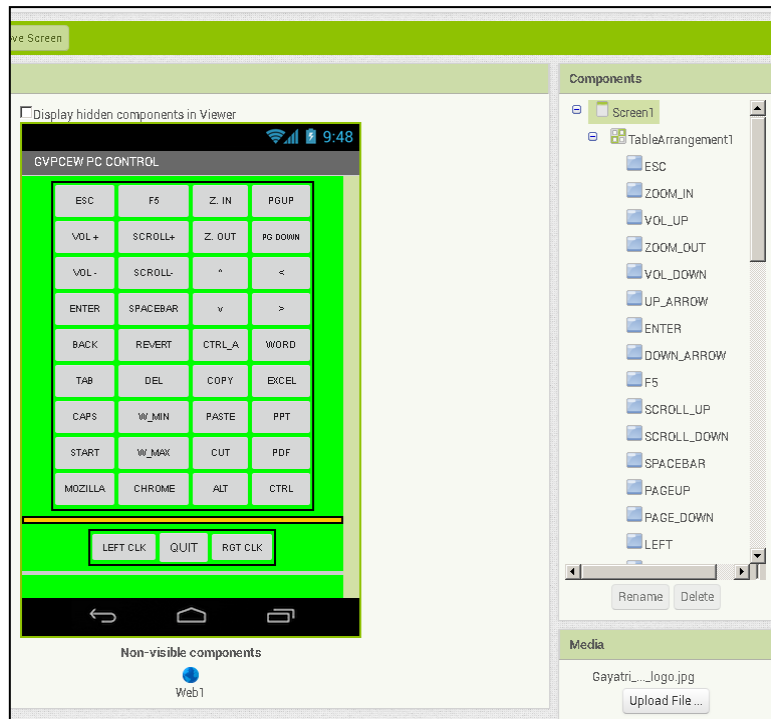 ve Screen
Components
Display hidden components in Viewer
9:48
GVPCEW PC CONTROL
ESC F5 Z. IN PGUP
VOL + SCROLL+ Z. OUT PG DOWN
VOL - SCROLL- ^ <
ENTER SPACEBAR v >
BACK REVERT CTRL_A WORD
TAB DEL COPY EXCEL
CAPS W_MIN PASTE PPT
START W_MAX CUT PDF
MOZILLA CHROME ALT CTRL
LEFT CLK QUIT RGT CLK
Non-visible components
Web1
Screen1
TableArrangement1
ESC
ZOOM_IN
VOL_UP
ZOOM_OUT
VOL_DOWN
UP_ARROW
ENTER
DOWN_ARROW
F5
SCROLL_UP
SCROLL_DOWN
SPACEBAR
PAGEUP
PAGE_DOWN
LEFT
Rename Delete
Media
Gayatri_..._logo.jpg
Upload File ...